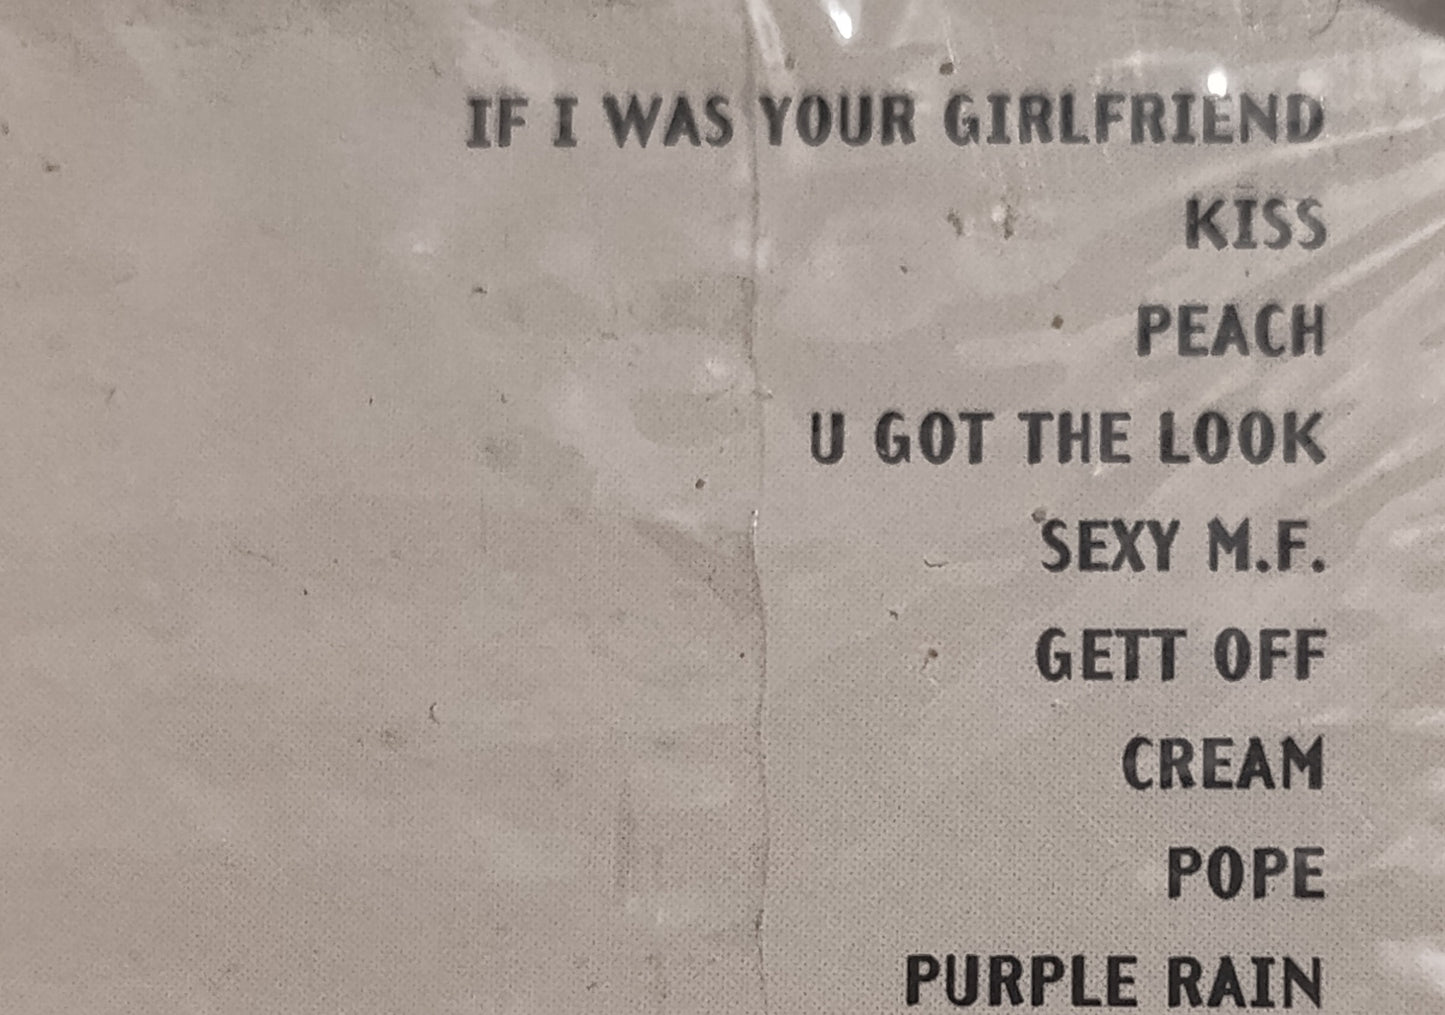 IF I WAS YOUR GIRLFRIEND
KISS
PEACH
U GOT THE LOOK
SEXY M.F.
GETT OFF
CREAM
POPE
PURPLE RAIN